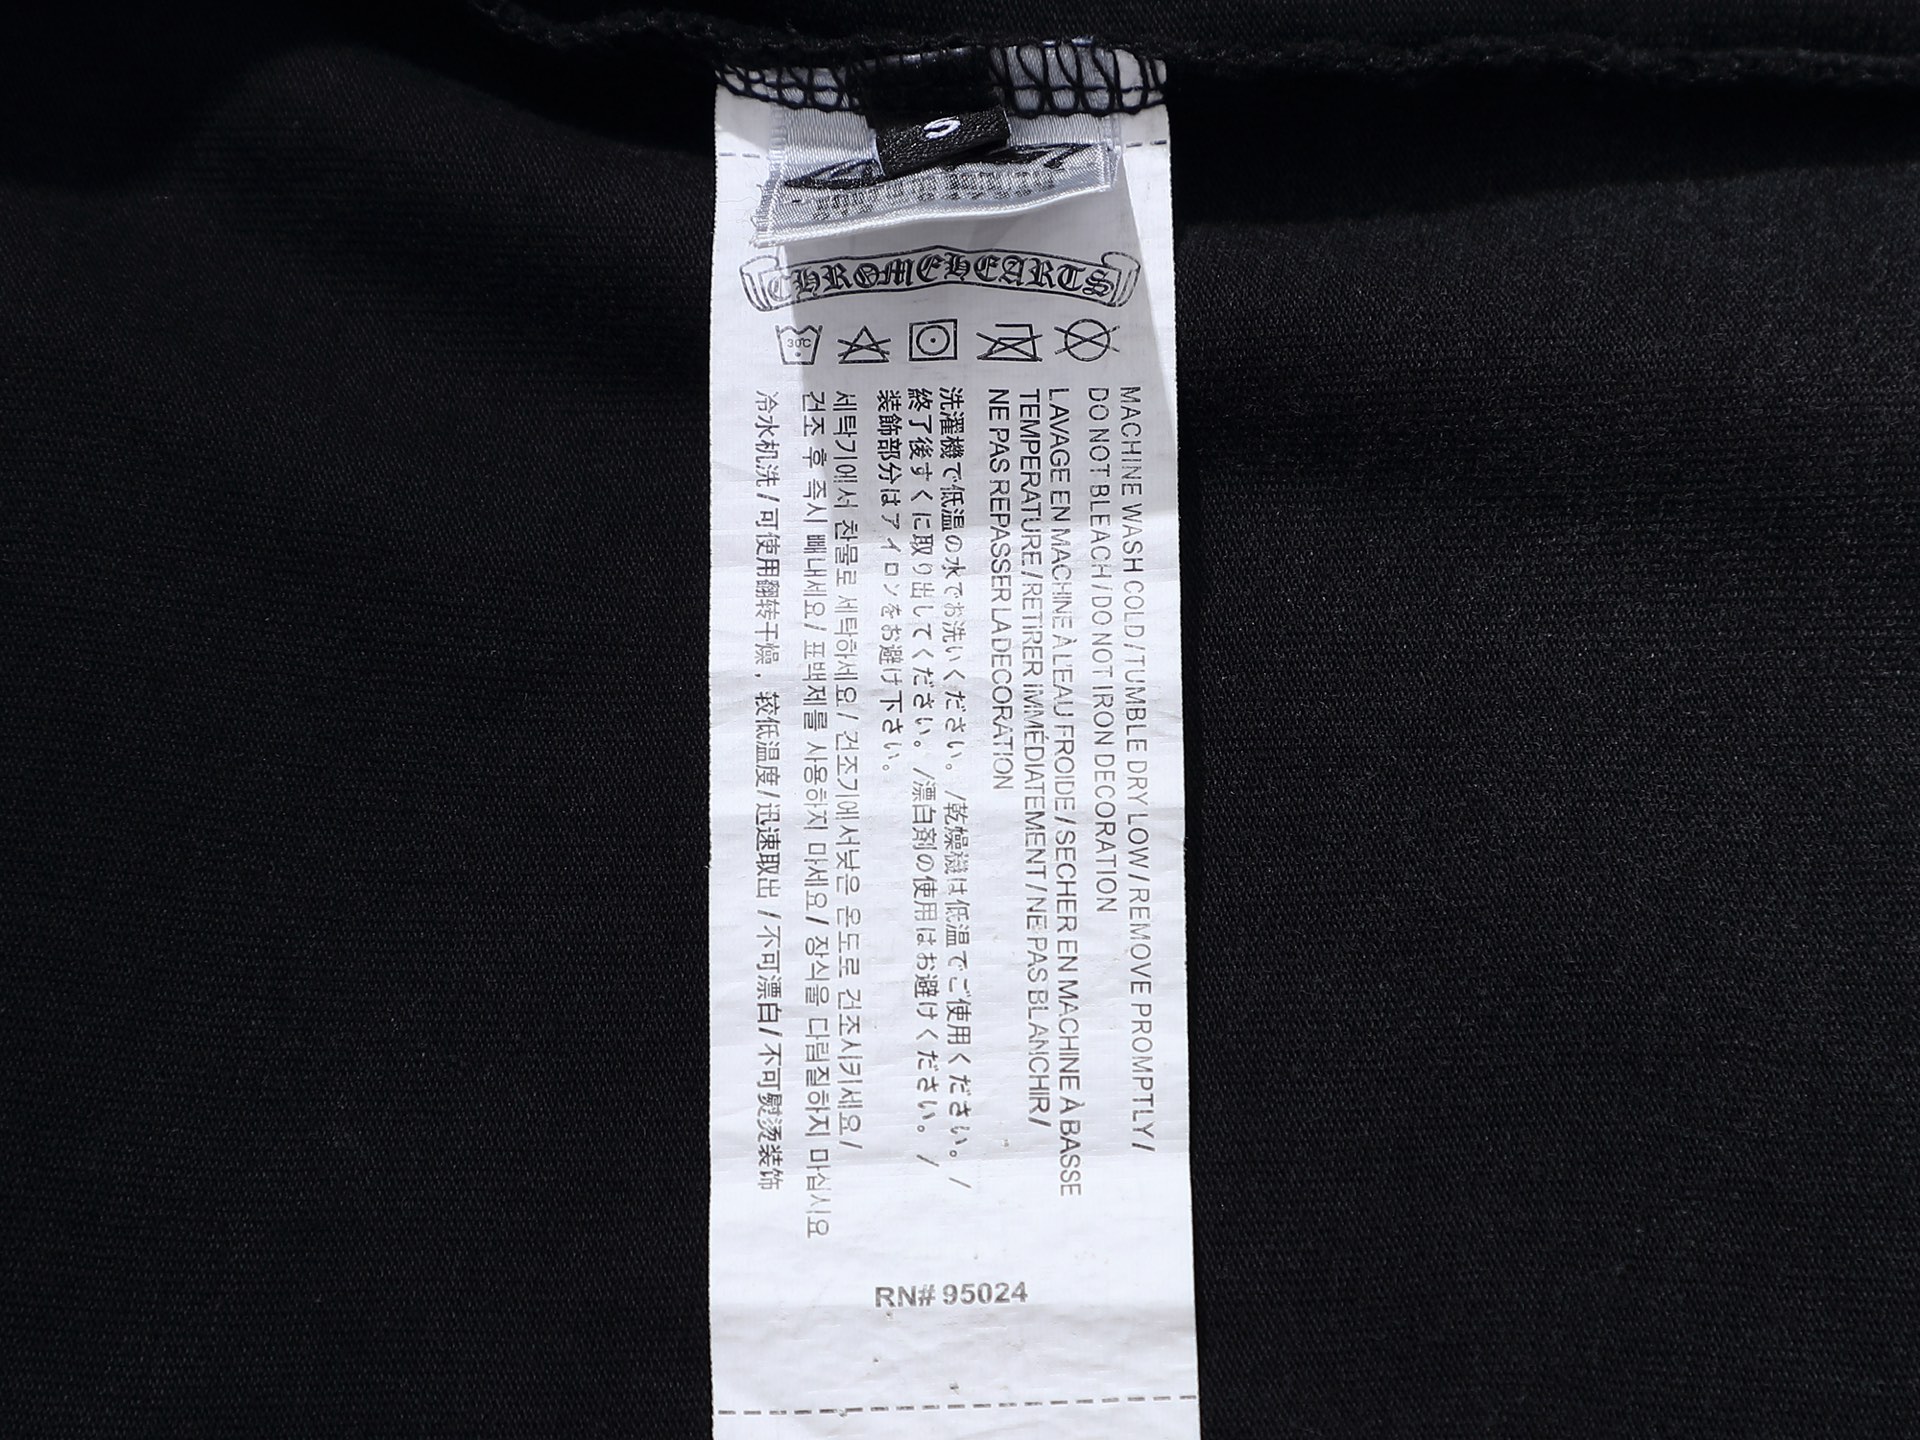 CHROME HEARTS
30°C
MACHINE WASH COLD/TUMBLE DRY LOW/REMOVE PROMPTLY/
DO NOT BLEACH/DO NOT IRON DECORATION
LAVAGE EN MACHINE À L'EAU FROIDE/SECHER EN MACHINE À BASSE
TEMPERATURE/RETIRER IMMÉDIATEMENT/NE PAS BLANCHIR/
NE PAS REPASSER LA DECORATION
洗濯機で低温の水でお洗いください。/乾燥機は低温でご使用ください。/
終了後すくに取り出してください。/漂白剤の使用はお避けください。/
装飾部分はアイロンをお避け下さい。
세탁기에서 찬물로 세탁하세요/건조기에서낮은 온도로 건조시키세요/
건조 후 즉시 빼내세요/표백제를 사용하지 마세요/장식을 다림질하지 마십시요
冷水机洗/可使用翻转干燥，较低温度/迅速取出/不可漂白/不可熨烫装饰
RN# 95024